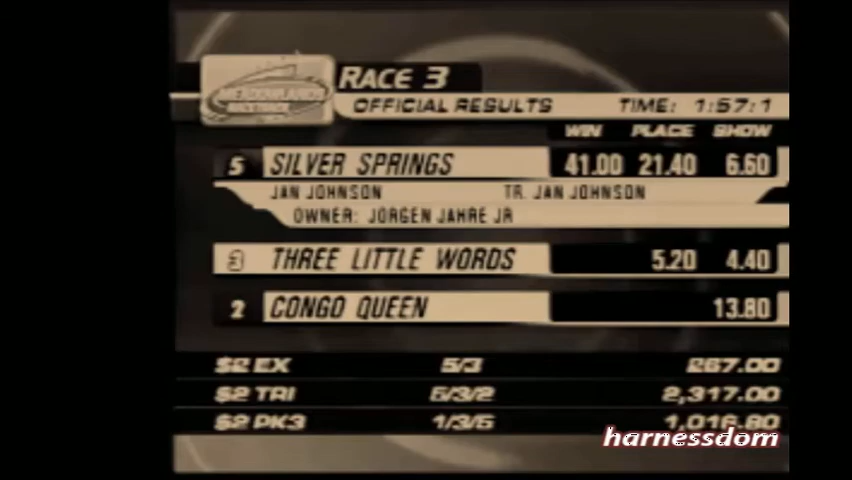 MEADOWLANDS
RACE 3
OFFICIAL RESULTS TIME: 1:57:1
WIN PLACE SHOW
5 SILVER SPRINGS 41.00 21.40 6.60
JAN JOHNSON TR. JAN JOHNSON
OWNER: JORGEN JAHRE JR
3 THREE LITTLE WORDS 5.20 4.40
2 CONGO QUEEN 13.80
$2 EX 5/3 267.00
$2 TRI 5/3/2 2,317.00
$2 PK3 1/3/5 1,016.80
harnessdom